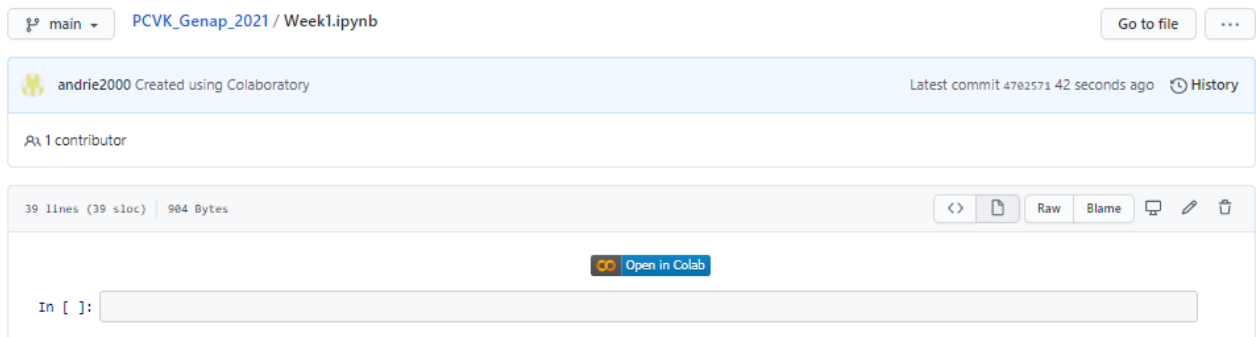 main PCVK_Genap_2021 / Week1.ipynb Go to file ...
andrie2000 Created using Colaboratory Latest commit 4702571 42 seconds ago History
1 contributor
39 lines (39 sloc) 904 Bytes <> Raw Blame
CO Open in Colab
In [ ]: